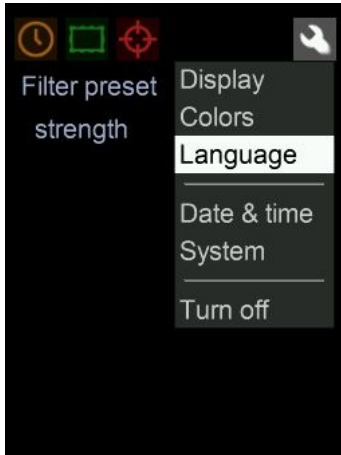 Filter preset
strength
Display
Colors
Language
Date & time
System
Turn off